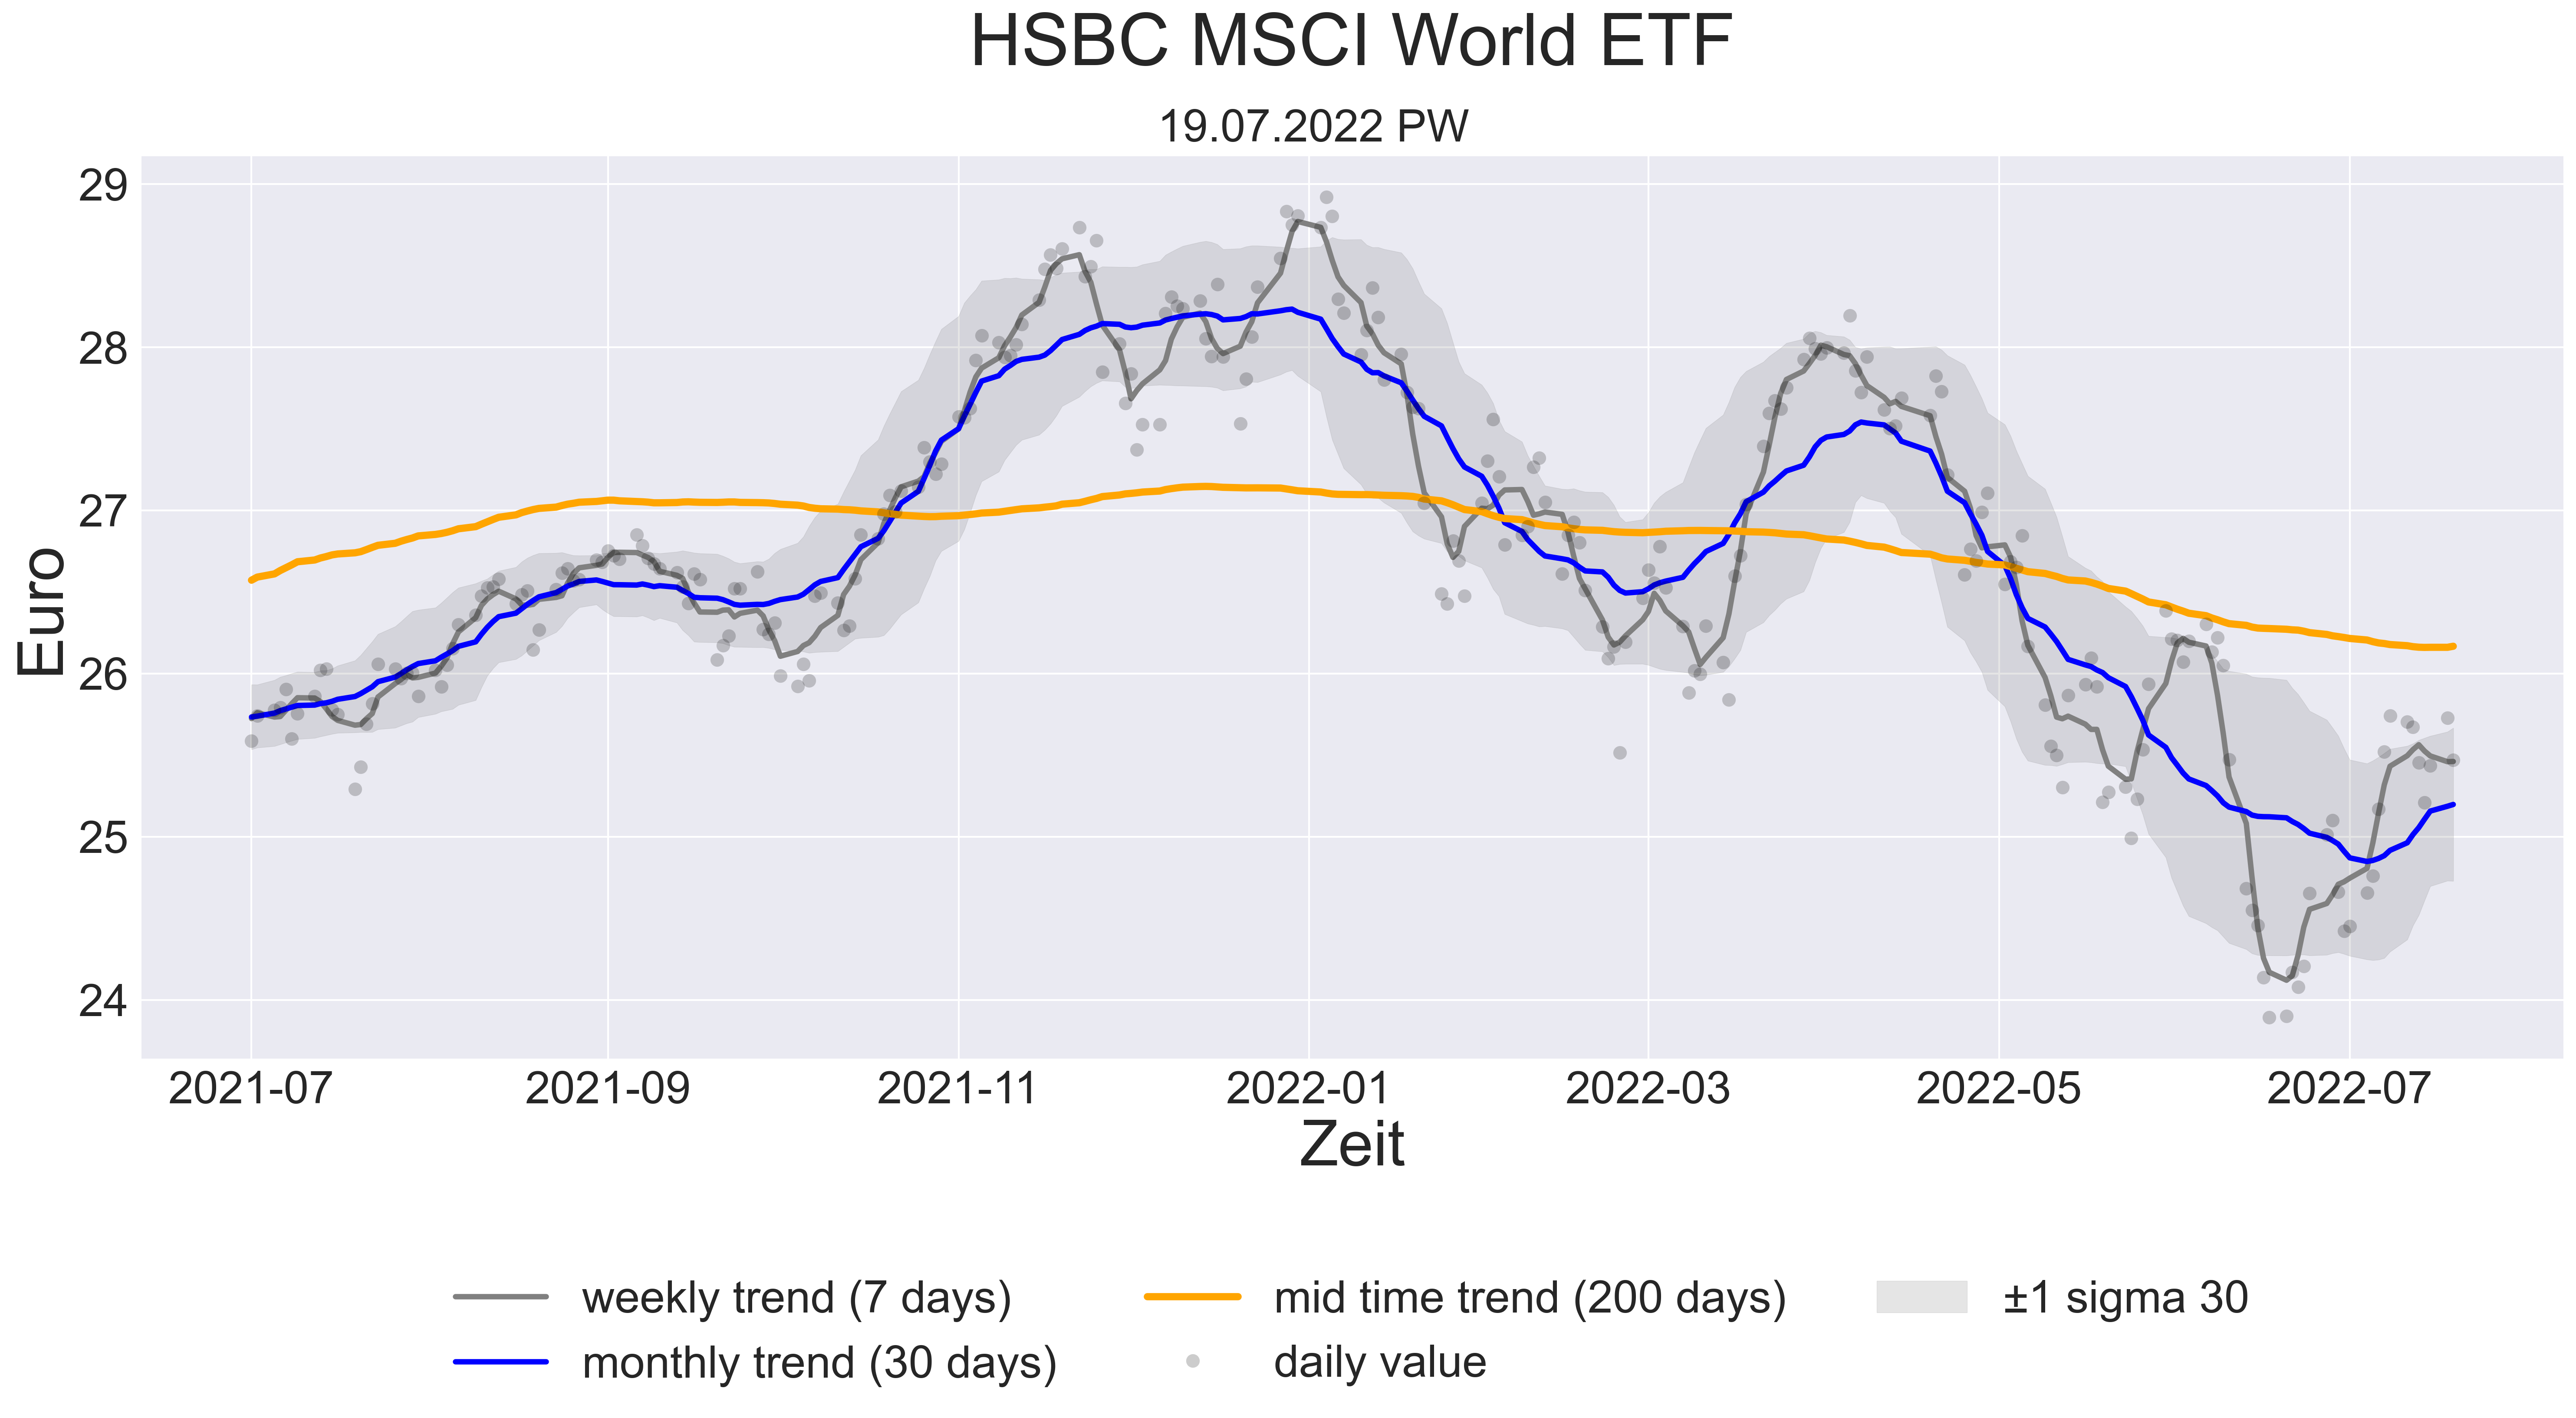 HSBC MSCI World ETF
19.07.2022 PW
29
28
27
26
25
24
Euro
2021-07 2021-09 2021-11 2022-01 2022-03 2022-05 2022-07
Zeit
weekly trend (7 days) mid time trend (200 days) ±1 sigma 30
monthly trend (30 days) daily value